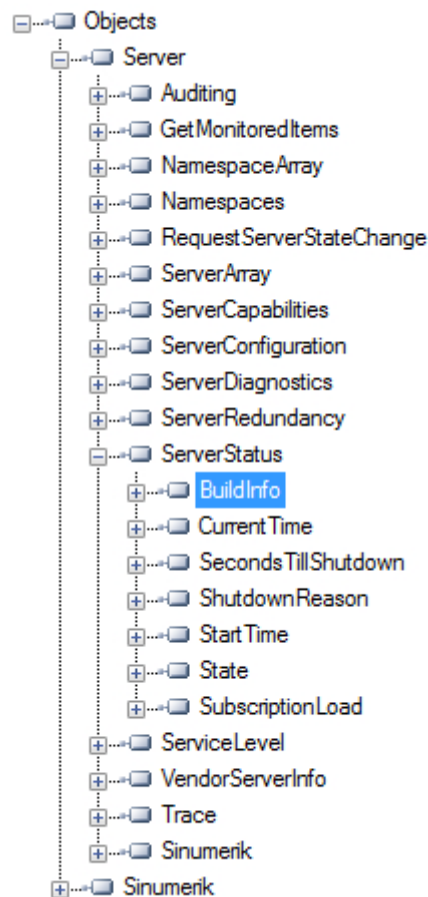 Objects
Server
Auditing
GetMonitoredItems
NamespaceArray
Namespaces
RequestServerStateChange
ServerArray
ServerCapabilities
ServerConfiguration
ServerDiagnostics
ServerRedundancy
ServerStatus
BuildInfo
CurrentTime
SecondsTillShutdown
ShutdownReason
StartTime
State
SubscriptionLoad
ServiceLevel
VendorServerInfo
Trace
Sinumerik
Sinumerik